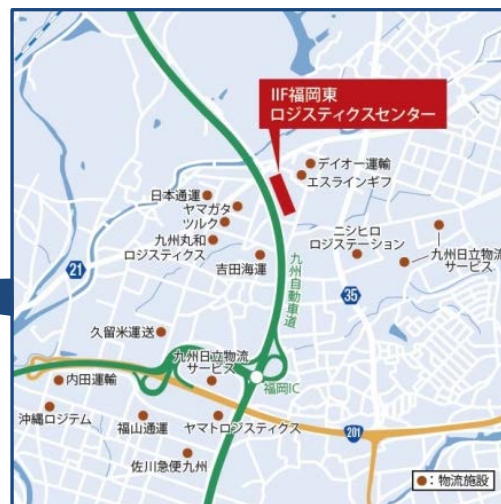 IIF福岡東
ロジスティクスセンター
デイオー運輸
エスラインギフ
日本通運
ヤマガタ
ツルク
九州丸和
ロジスティクス
吉田海運
ニシヒロ
ロジステーション
九州日立物流
サービス
21
九州自動車道
35
久留米運送
九州日立物流
サービス
内田運輸
福岡IC
沖縄ロジテム
福山通運
ヤマトロジスティクス
201
佐川急便九州
●：物流施設